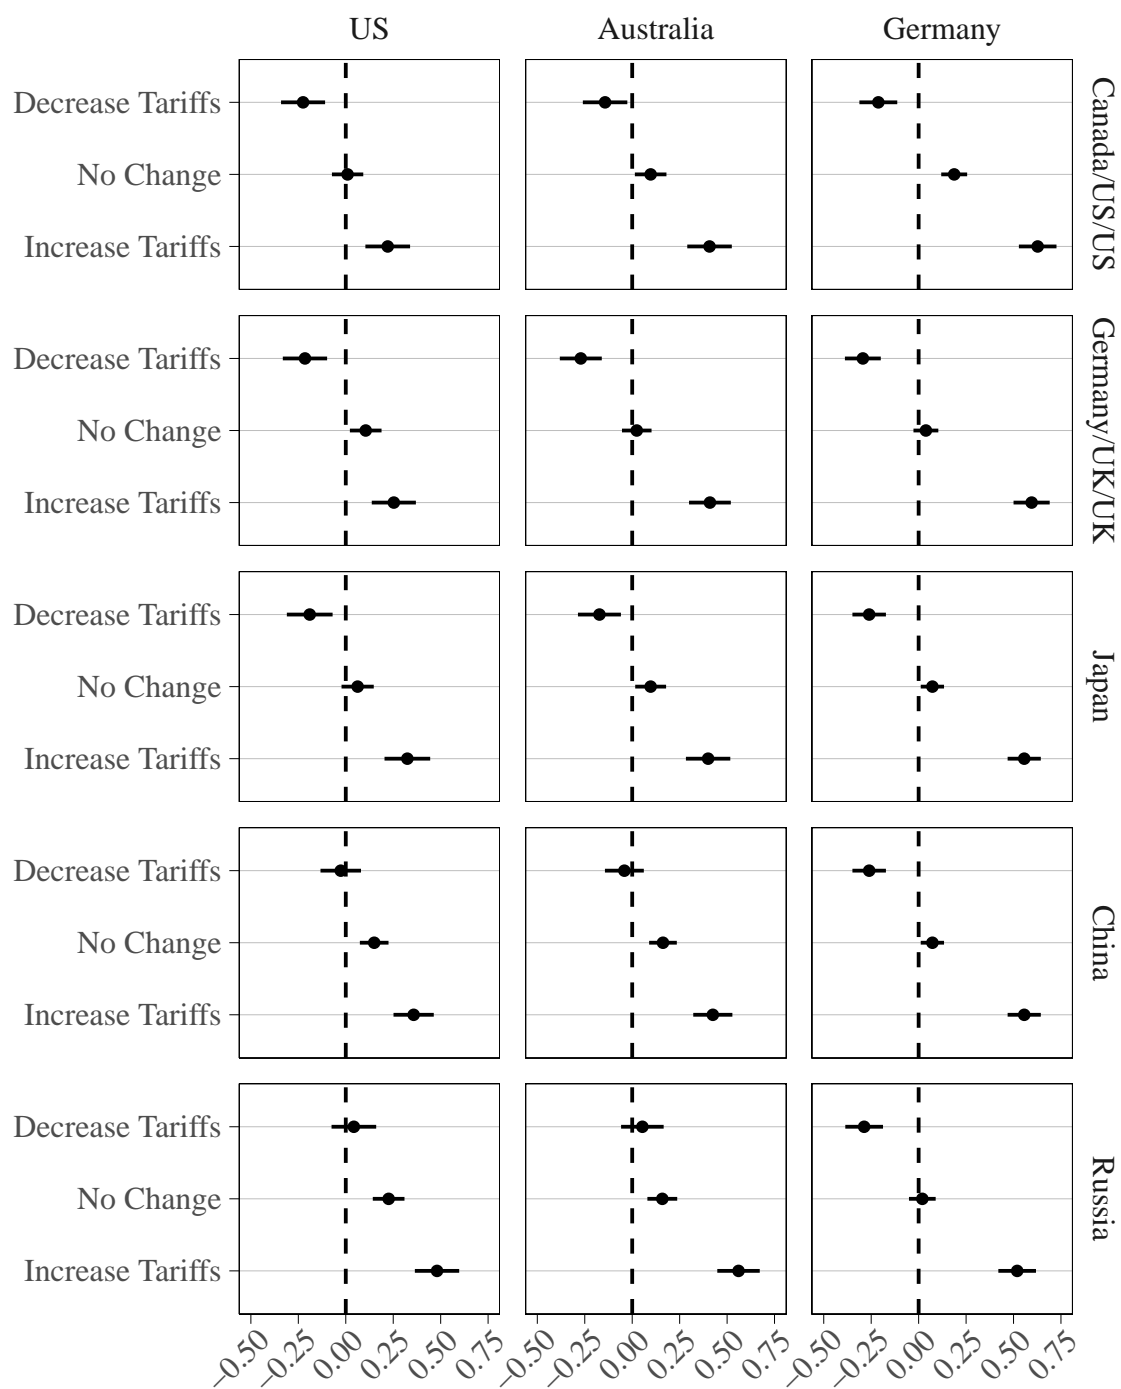 US Australia Germany
Decrease Tariffs
No Change
Increase Tariffs
Canada/US/US
Decrease Tariffs
No Change
Increase Tariffs
Germany/UK/UK
Decrease Tariffs
No Change
Increase Tariffs
Japan
Decrease Tariffs
No Change
Increase Tariffs
China
Decrease Tariffs
No Change
Increase Tariffs
Russia
−0.50 −0.25 0.00 0.25 0.50 0.75 −0.50 −0.25 0.00 0.25 0.50 0.75 −0.50 −0.25 0.00 0.25 0.50 0.75